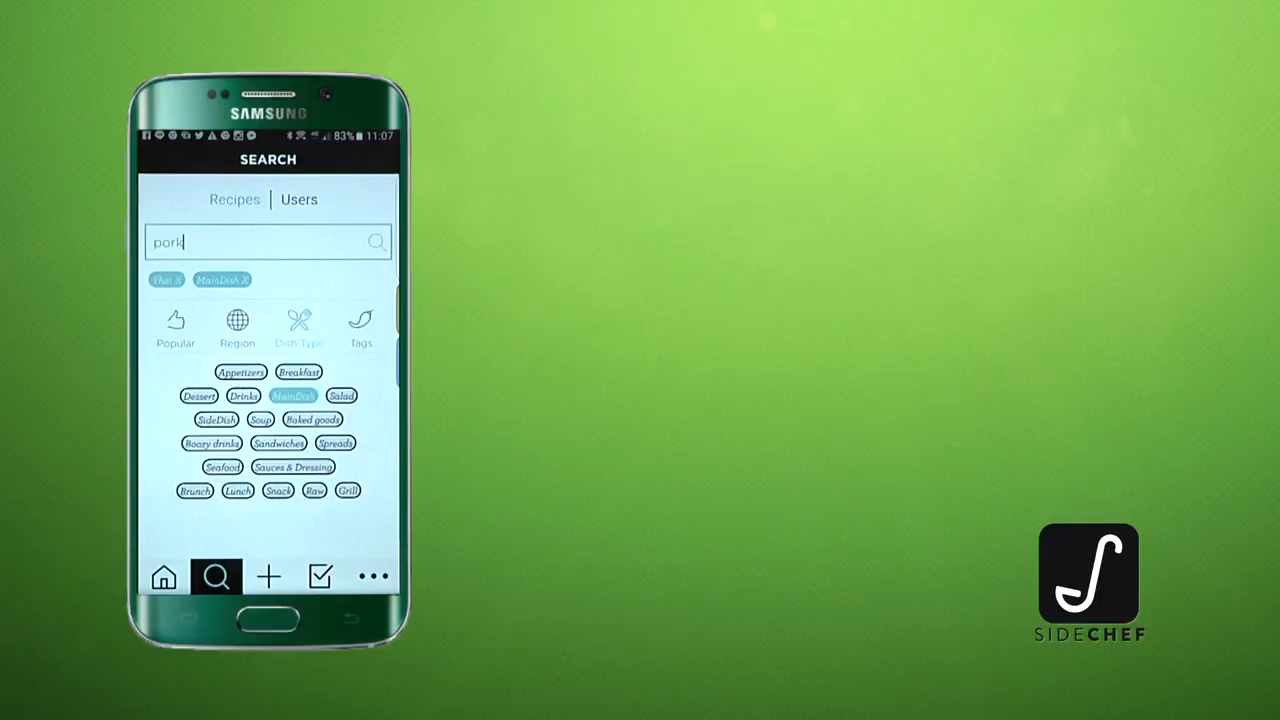 SAMSUNG
83% 11:07
SEARCH
Recipes | Users
pork
Thai X MainDish X
Popular Region Dish Type Tags
Appetizers Breakfast
Dessert Drinks MainDish Salad
SideDish Soup Baked goods
Boozy drinks Sandwiches Spreads
Seafood Sauces & Dressing
Brunch Lunch Snack Raw Grill
SIDECHEF